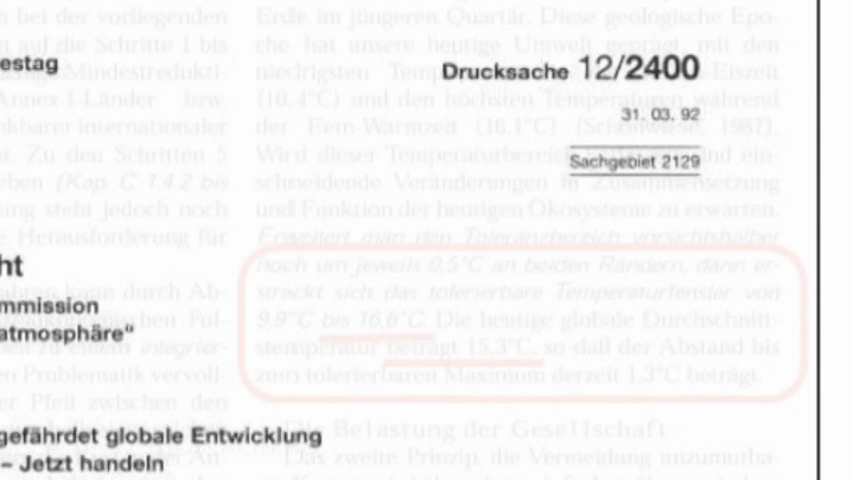 estag
Drucksache 12/2400
31. 03. 92
Sachgebiet 2129
ht
mmission
atmosphäre"
gefährdet globale Entwicklung
– Jetzt handeln
h bei der vorliegenden
n auf die Schritte 1 bis
Mindestredukti-
Annex-I-Länder bzw.
nkbarer internationaler
t. Zu den Schritten 5
eben (Kap. C 1.4.2 bis
ung steht jedoch noch
e Herausforderung für
ahren kann durch Ab-
ischen Fol-
zu einem integrier-
en Problematik vervoll-
er Pfeil zwischen den
Erde im jüngeren Quartär. Diese geologische Epo-
che hat unsere heutige Umwelt geprägt, mit den
niedrigsten Eiszeit
(10,4°C) und den höchsten Temperaturen während
der Eem-Warmzeit (16,1°C) (Schönwiese, 1987).
Wird dieser Temperaturbereich sind ein-
schneidende Veränderungen in Zusammensetzung
und Funktion der heutigen Ökosysteme zu erwarten.
Erweitert man den Toleranzbereich vorsichtshalber
noch um jeweils 0,5°C an beiden Rändern, dann er-
streckt sich das tolerierbare Temperaturfenster von
9,9°C bis 16,6°C. Die heutige globale Durchschnitt-
stemperatur beträgt 15,3°C, so daß der Abstand bis
zum tolerierbaren Maximum derzeit 1,3°C beträgt.
Die Belastung der Gesellschaft
Das zweite Prinzip, die Vermeidung unzumutba-